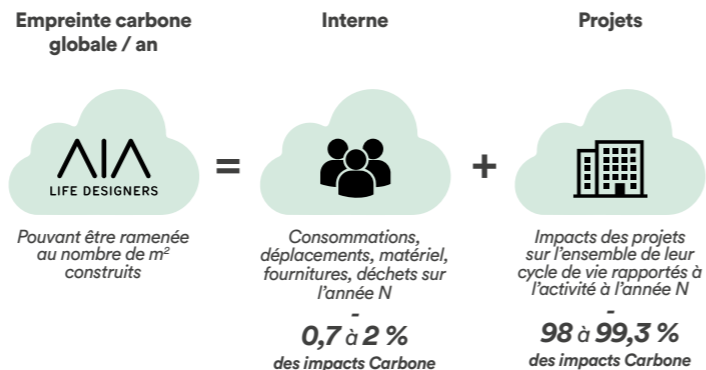 Empreinte carbone
globale / an
AIA
LIFE DESIGNERS
Pouvant être ramenée
au nombre de m²
construits
=
Interne
Consommations,
déplacements, matériel,
fournitures, déchets sur
l’année N
-
0,7 à 2 %
des impacts Carbone
+
Projets
Impacts des projets
sur l’ensemble de leur
cycle de vie rapportés à
l’activité à l’année N
-
98 à 99,3 %
des impacts Carbone